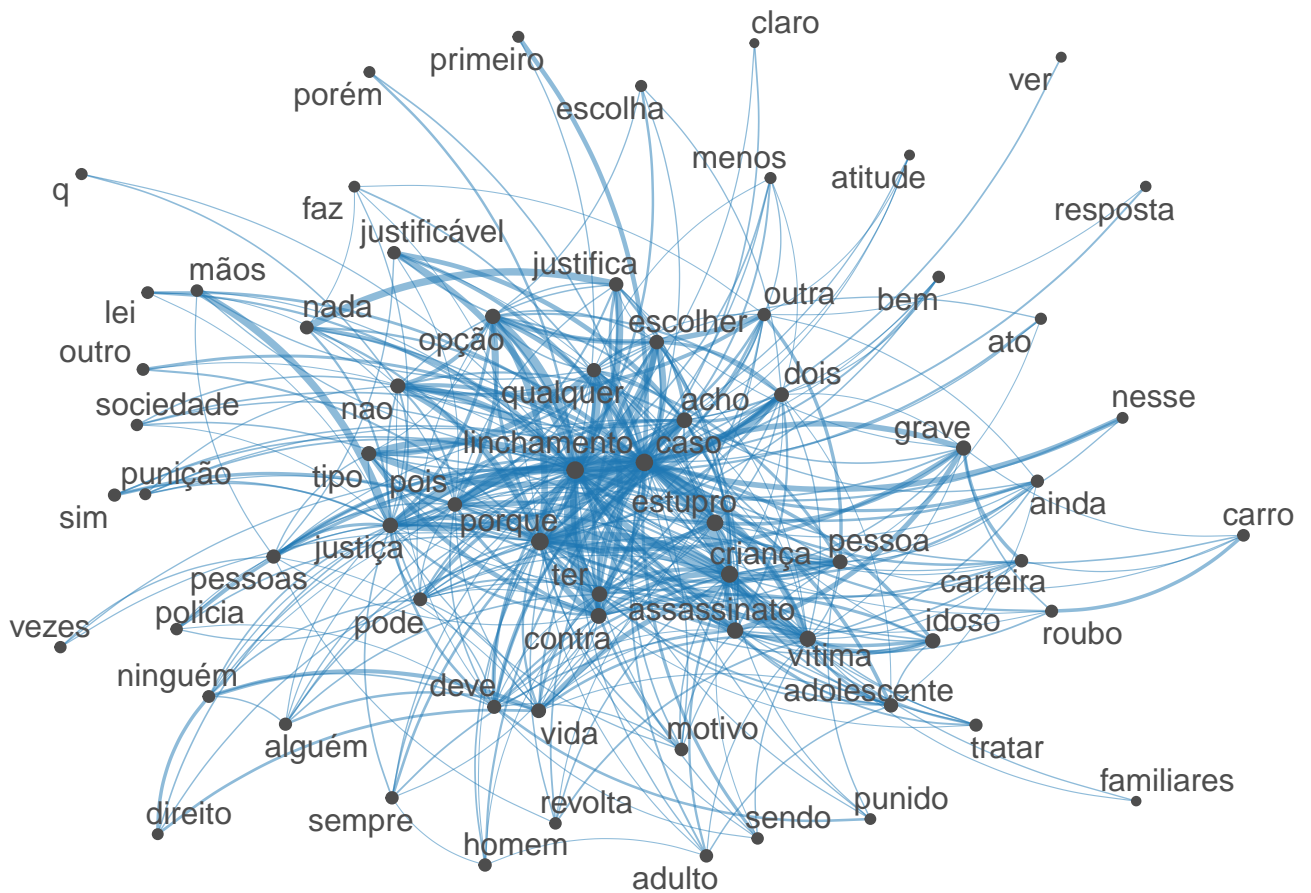 claro
primeiro
ver
porém
escolha
menos
atitude
q
faz
resposta
justificável
mãos
justifica
outra
bem
lei
nada
escolher
opção
ato
outro
dois
qualquer
sociedade
nao
acho
nesse
grave
linchamento
caso
punição
tipo
pois
estupro
ainda
sim
porque
carro
justiça
criança
pessoa
pessoas
ter
carteira
policia
pode
assassinato
idoso
vezes
contra
roubo
vítima
ninguém
deve
adolescente
alguém
vida
motivo
tratar
familiares
direito
sempre
revolta
sendo
punido
homem
adulto